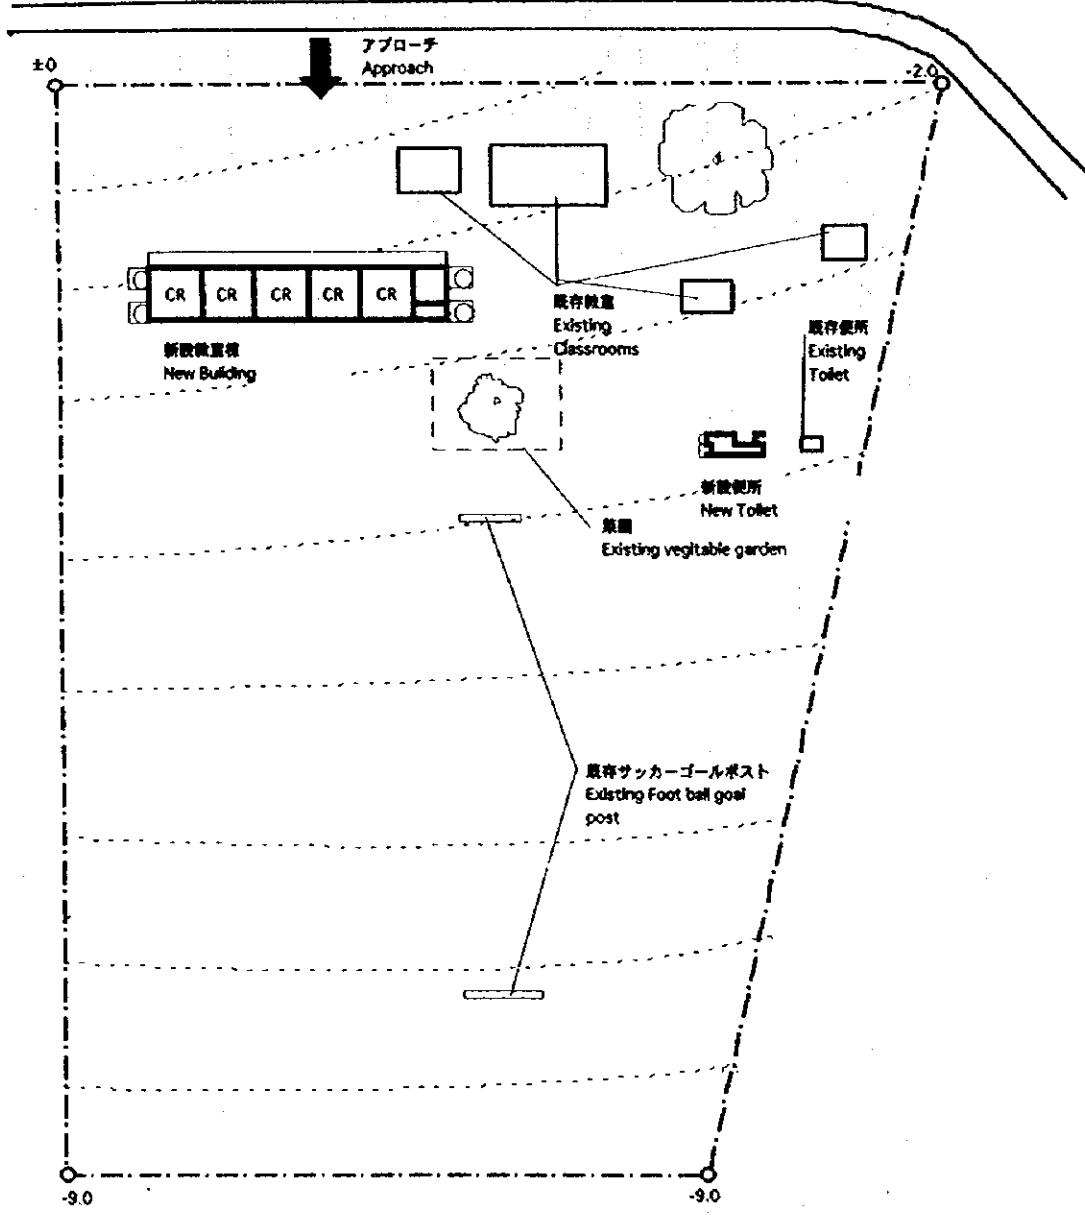 アプローチ
Approach
±0
-2.0
CR CR CR CR CR
既存教室
Existing
Classrooms
既存便所
Existing
Toilet
新設教室棟
New Building
新設便所
New Toilet
菜園
Existing vegitable garden
既存サッカーゴールポスト
Existing Foot ball goal
post
-9.0
-9.0